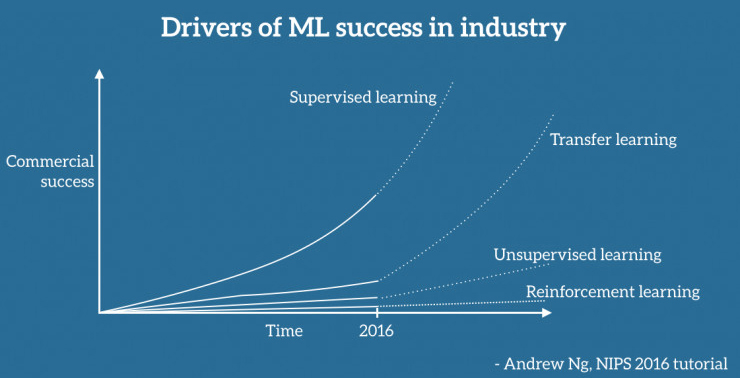 Drivers of ML success in industry
Supervised learning
Transfer learning
Commercial
success
Unsupervised learning
Reinforcement learning
Time
2016
- Andrew Ng, NIPS 2016 tutorial